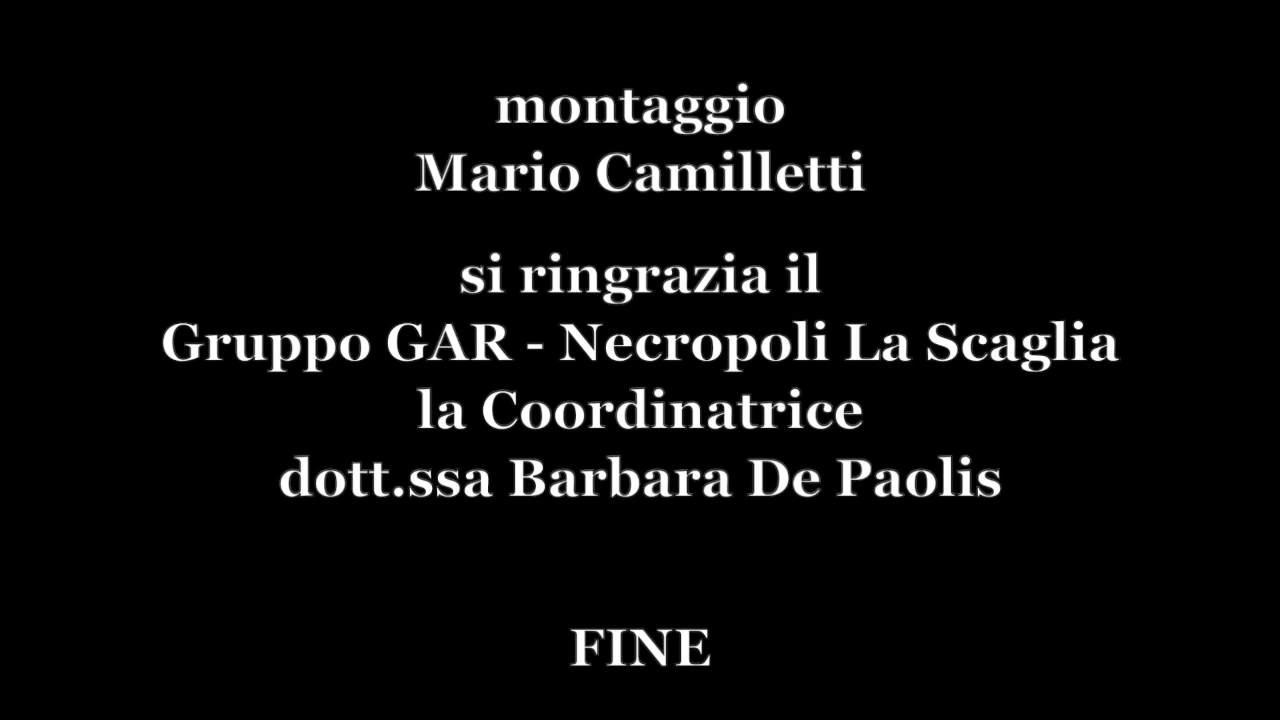 montaggio
Mario Camilletti
si ringrazia il
Gruppo GAR - Necropoli La Scaglia
la Coordinatrice
dott.ssa Barbara De Paolis
FINE